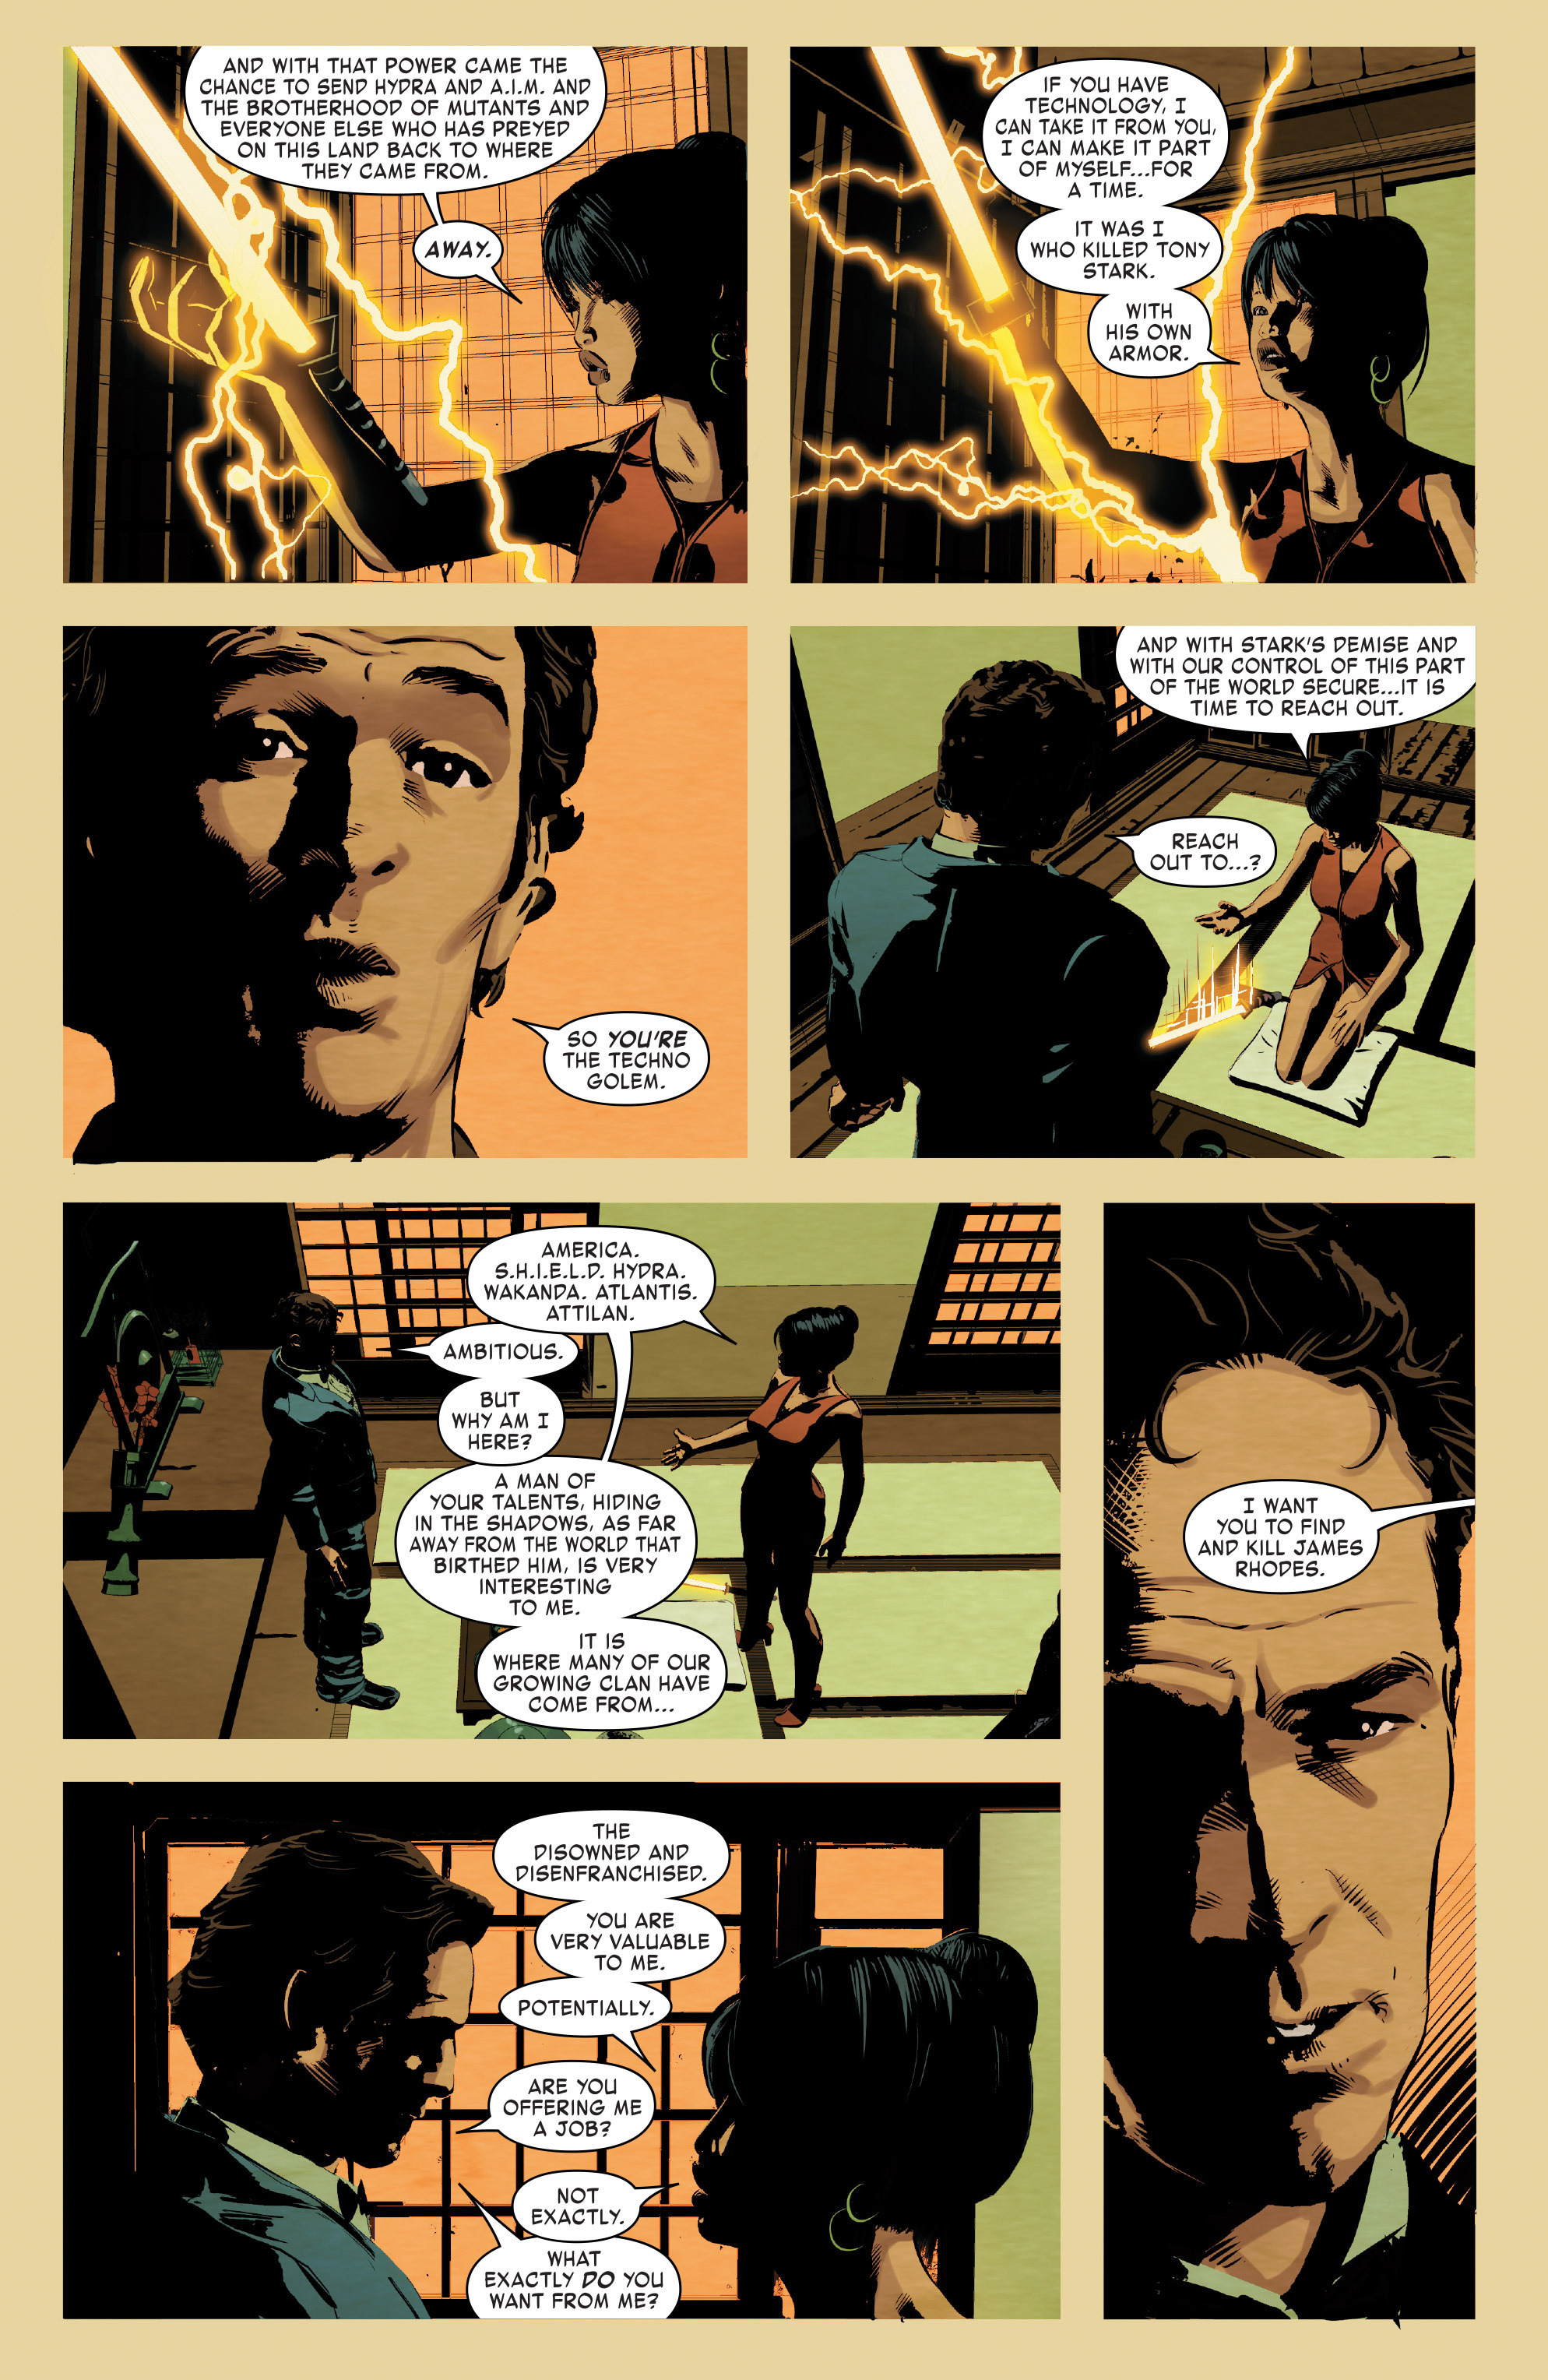 AND WITH THAT POWER CAME THE
CHANCE TO SEND HYDRA AND A.I.M. AND
THE BROTHERHOOD OF MUTANTS AND
EVERYONE ELSE WHO HAS PREYED
ON THIS LAND BACK TO WHERE
THEY CAME FROM.
AWAY.
IF YOU HAVE
TECHNOLOGY, I
CAN TAKE IT FROM YOU,
I CAN MAKE IT PART
OF MYSELF...FOR
A TIME.
IT WAS I
WHO KILLED TONY
STARK.
WITH
HIS OWN
ARMOR.
SO YOU'RE
THE TECHNO
GOLEM.
AND WITH STARK'S DEMISE AND
WITH OUR CONTROL OF THIS PART
OF THE WORLD SECURE...IT IS
TIME TO REACH OUT.
REACH
OUT TO...?
AMERICA.
S.H.I.E.L.D. HYDRA.
WAKANDA. ATLANTIS.
ATTILAN.
AMBITIOUS.
BUT
WHY AM I
HERE?
A MAN OF
YOUR TALENTS, HIDING
IN THE SHADOWS, AS FAR
AWAY FROM THE WORLD THAT
BIRTHED HIM, IS VERY
INTERESTING
TO ME.
IT IS
WHERE MANY OF OUR
GROWING CLAN HAVE
COME FROM...
THE
DISOWNED AND
DISENFRANCHISED.
YOU ARE
VERY VALUABLE
TO ME.
POTENTIALLY.
ARE YOU
OFFERING ME
A JOB?
NOT
EXACTLY.
WHAT
EXACTLY DO YOU
WANT FROM ME?
I WANT
YOU TO FIND
AND KILL JAMES
RHODES.